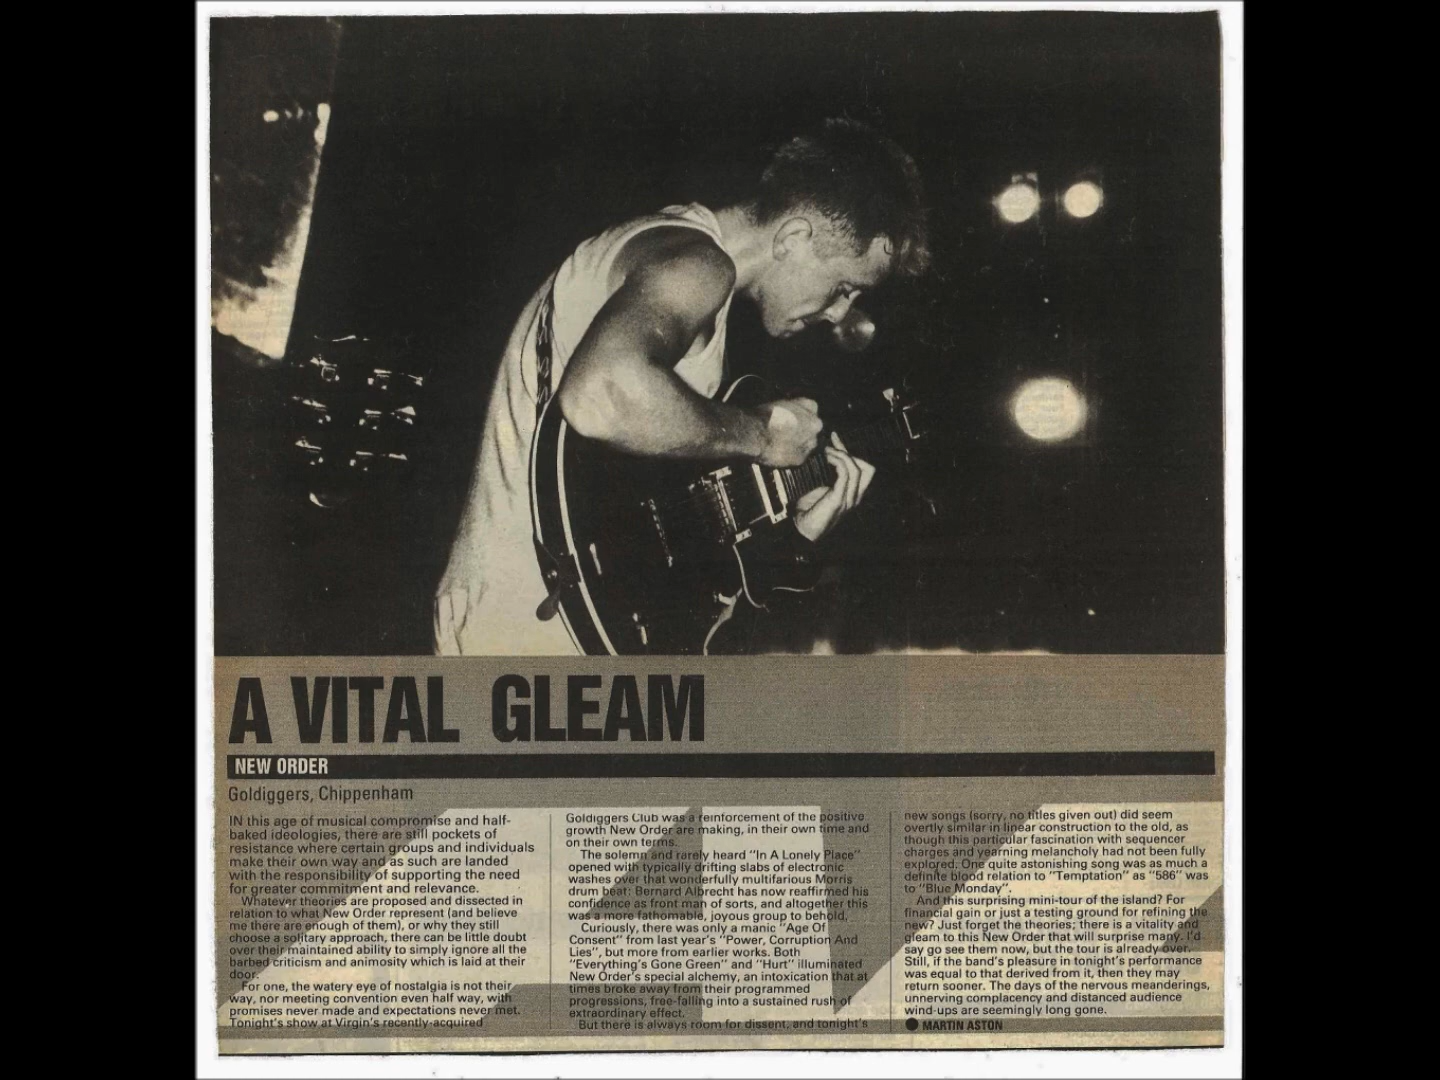 A VITAL GLEAM
NEW ORDER
Goldiggers, Chippenham
IN this age of musical compromise and half-
baked ideologies, there are still pockets of
resistance where certain groups and individuals
make their own way and as such are landed
with the responsibility of supporting the need
for greater commitment and relevance.
Whatever theories are proposed and dissected in
relation to what New Order represent (and believe
me there are enough of them), or why they still
choose a solitary approach, there can be little doubt
over their maintained ability to simply ignore all the
barbed criticism and animosity which is laid at their
door.
For one, the watery eye of nostalgia is not their
way, nor meeting convention even half way, with
promises never made and expectations never met.
Tonight's show at Virgin's recently-acquired
Goldiggers Club was a reinforcement of the positive
growth New Order are making, in their own time and
on their own terms.
The solemn and rarely heard "In A Lonely Place"
opened with typically drifting slabs of electronic
washes over that wonderfully multifarious Morris
drum beat: Bernard Albrecht has now reaffirmed his
confidence as front man of sorts, and altogether this
was a more fathomable, joyous group to behold.
Curiously, there was only a manic "Age Of
Consent" from last year's "Power, Corruption And
Lies", but more from earlier works. Both
"Everything's Gone Green" and "Hurt" illuminated
New Order's special alchemy, an intoxication that at
times broke away from their programmed
progressions, free-falling into a sustained rush of
extraordinary effect.
But there is always room for dissent, and tonight's
new songs (sorry, no titles given out) did seem
overtly similar in linear construction to the old, as
though this particular fascination with sequencer
charges and yearning melancholy had not been fully
explored. One quite astonishing song was as much a
definite blood relation to "Temptation" as "586" was
to "Blue Monday".
And this surprising mini-tour of the island? For
financial gain or just a testing ground for refining the
new? Just forget the theories; there is a vitality and
gleam to this New Order that will surprise many. I'd
say go see them now, but the tour is already over.
Still, if the band's pleasure in tonight's performance
was equal to that derived from it, then they may
return sooner. The days of the nervous meanderings,
unnerving complacency and distanced audience
wind-ups are seemingly long gone.
● MARTIN ASTON